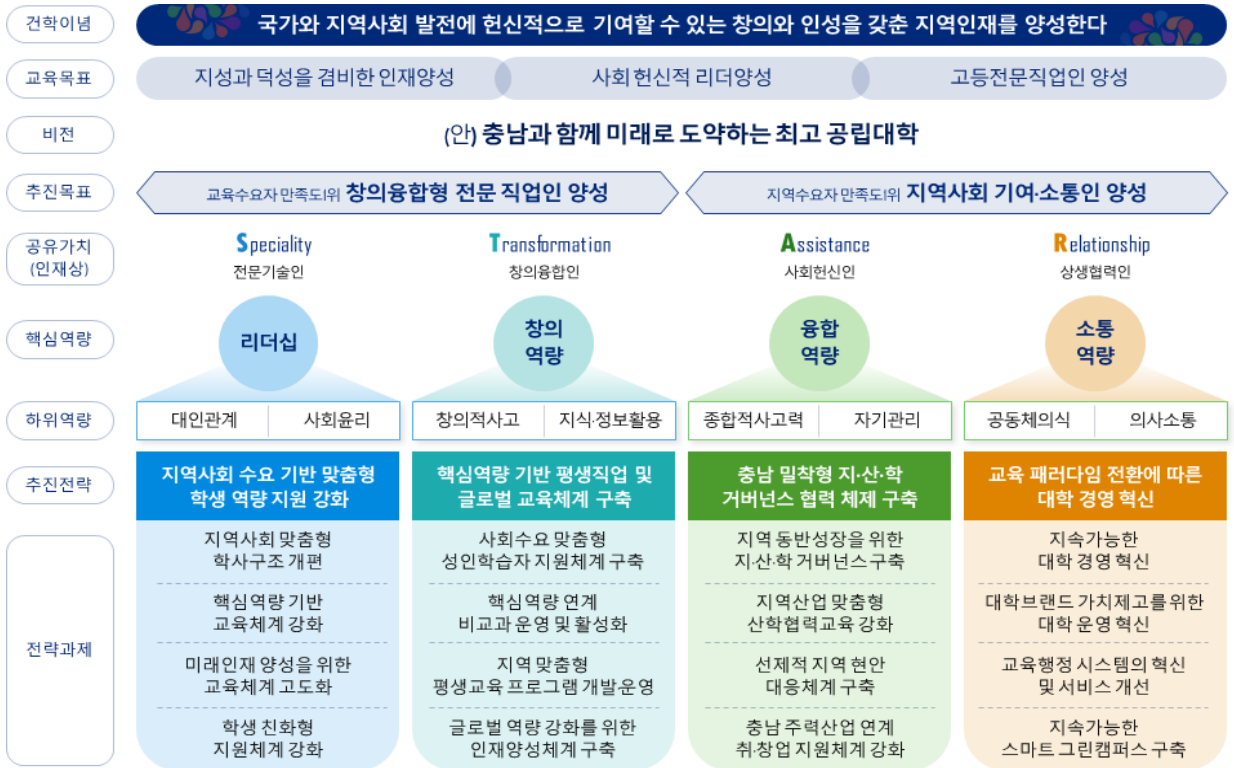 건학이념
국가와 지역사회 발전에 헌신적으로 기여할 수 있는 창의와 인성을 갖춘 지역인재를 양성한다
교육목표
지성과 덕성을 겸비한 인재양성
사회 헌신적 리더양성
고등전문직업인 양성
비전
(안) 충남과 함께 미래로 도약하는 최고 공립대학
추진목표
교육수요자 만족도1위 창의융합형 전문 직업인 양성
지역수요자 만족도1위 지역사회 기여·소통인 양성
공유가치
(인재상)
Speciality
전문기술인
Transformation
창의융합인
Assistance
사회헌신인
Relationship
상생협력인
핵심역량
리더십
창의
역량
융합
역량
소통
역량
하위역량
대인관계
사회윤리
창의적사고
지식·정보활용
종합적사고력
자기관리
공동체의식
의사소통
추진전략
지역사회 수요 기반 맞춤형
학생 역량 지원 강화
핵심역량 기반 평생직업 및
글로벌 교육체계 구축
충남 밀착형 지·산·학
거버넌스 협력 체제 구축
교육 패러다임 전환에 따른
대학 경영 혁신
전략과제
지역사회 맞춤형
학사구조 개편
핵심역량 기반
교육체계 강화
미래인재 양성을 위한
교육체계 고도화
학생 친화형
지원체계 강화
사회수요 맞춤형
성인학습자 지원체계 구축
핵심역량 연계
비교과 운영 및 활성화
지역 맞춤형
평생교육 프로그램 개발운영
글로벌 역량 강화를 위한
인재양성체계 구축
지역 동반성장을 위한
지·산·학 거버넌스 구축
지역산업 맞춤형
산학협력교육 강화
선제적 지역 현안
대응체계 구축
충남 주력산업 연계
취·창업 지원체계 강화
지속가능한
대학 경영 혁신
대학브랜드 가치제고를 위한
대학 운영 혁신
교육행정 시스템의 혁신
및 서비스 개선
지속가능한
스마트 그린캠퍼스 구축